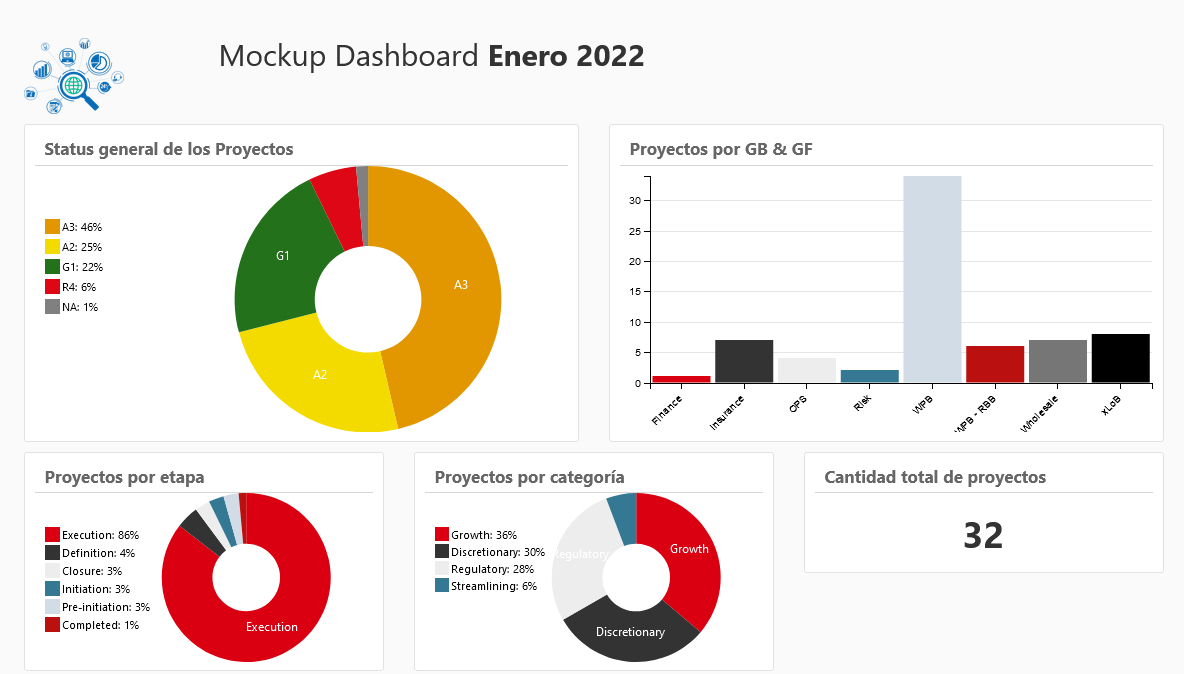 Mockup Dashboard Enero 2022
Status general de los Proyectos
A3: 46%
A2: 25%
G1: 22%
R4: 6%
NA: 1%
G1
A3
A2
Proyectos por GB & GF
30
25
20
15
10
5
0
Finance
Insurance
OPS
Risk
WPB
WPB - RBB
Wholesale
xLoB
Proyectos por etapa
Execution: 86%
Definition: 4%
Closure: 3%
Initiation: 3%
Pre-initiation: 3%
Completed: 1%
Execution
Proyectos por categoría
Growth: 36%
Discretionary: 30%
Regulatory: 28%
Streamlining: 6%
Growth
Regulatory
Discretionary
Cantidad total de proyectos
32